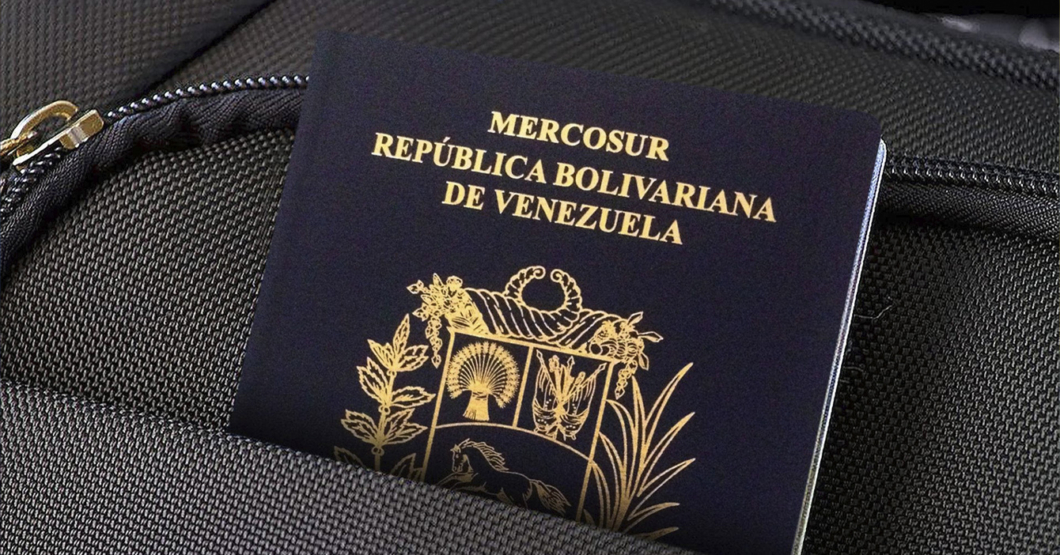 MERCOSUR
REPÚBLICA BOLIVARIANA
DE VENEZUELA